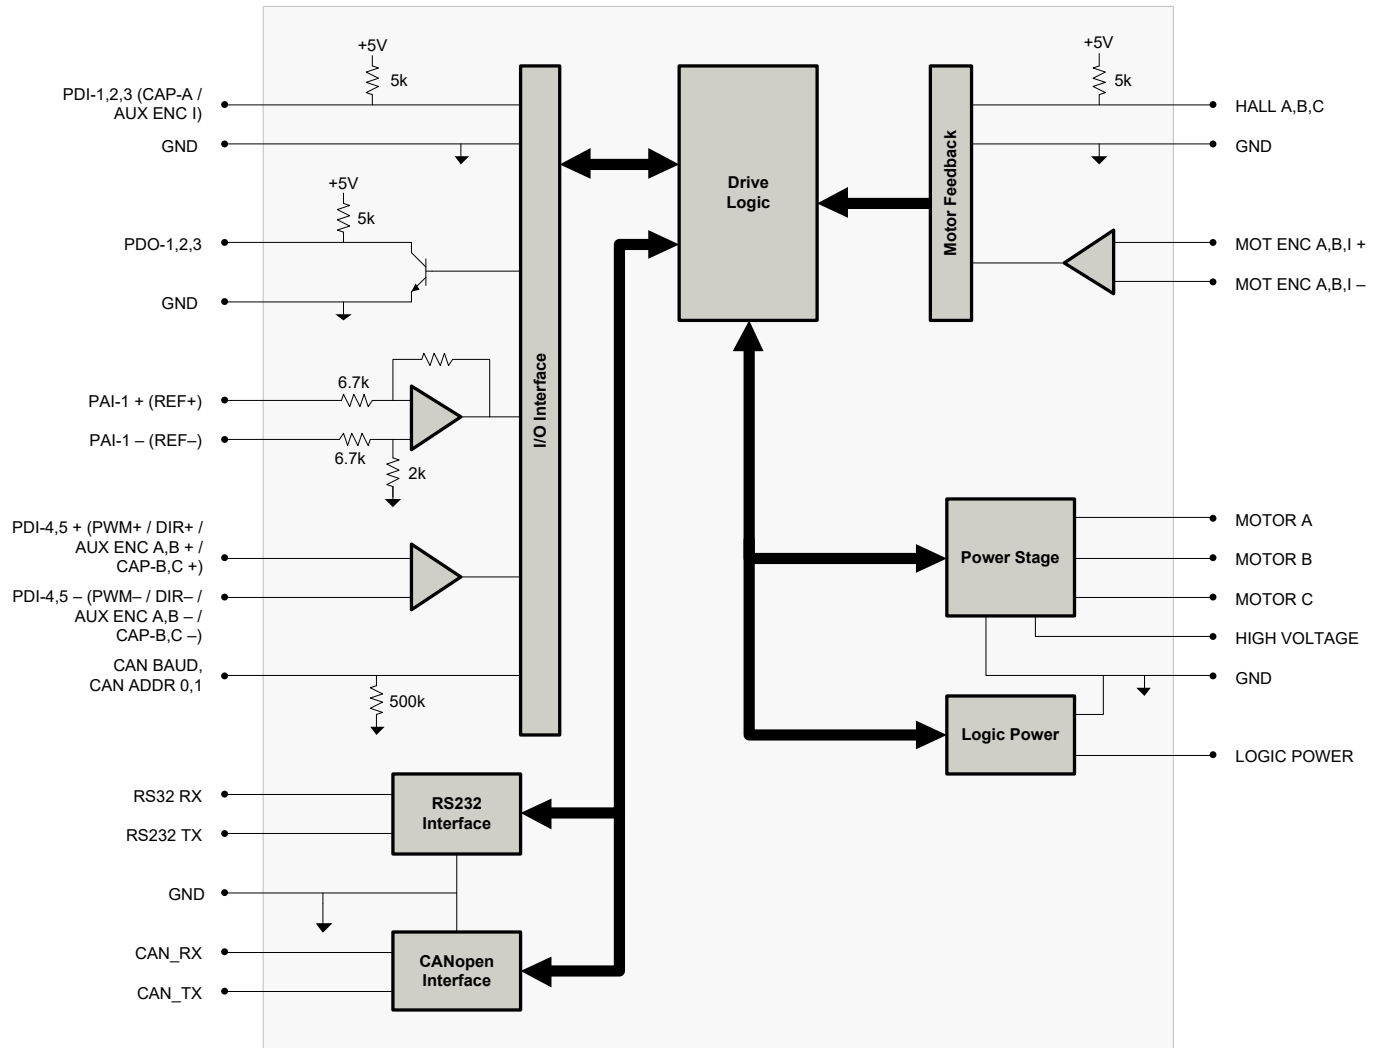 +5V
5k
PDI-1,2,3 (CAP-A /
AUX ENC I)
GND
+5V
5k
PDO-1,2,3
GND
6.7k
PAI-1 + (REF+)
PAI-1 – (REF–)
6.7k
2k
PDI-4,5 + (PWM+ / DIR+ /
AUX ENC A,B + /
CAP-B,C +)
PDI-4,5 – (PWM– / DIR– /
AUX ENC A,B – /
CAP-B,C –)
CAN BAUD,
CAN ADDR 0,1
500k
I/O Interface
RS32 RX
RS232 TX
RS232
Interface
GND
CAN_RX
CAN_TX
CANopen
Interface
Drive
Logic
Motor Feedback
+5V
5k
HALL A,B,C
GND
MOT ENC A,B,I +
MOT ENC A,B,I –
Power Stage
MOTOR A
MOTOR B
MOTOR C
HIGH VOLTAGE
GND
Logic Power
LOGIC POWER